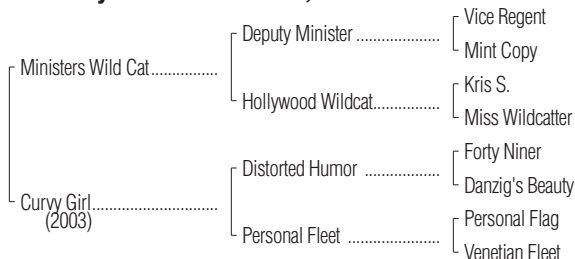 Vice Regent
Deputy Minister ..................
Mint Copy
Ministers Wild Cat...............
Kris S.
Hollywood Wildcat...............
Miss Wildcatter
Forty Niner
Distorted Humor .................
Danzig's Beauty
Curvy Girl............................
(2003)
Personal Flag
Personal Fleet .....................
Venetian Fleet